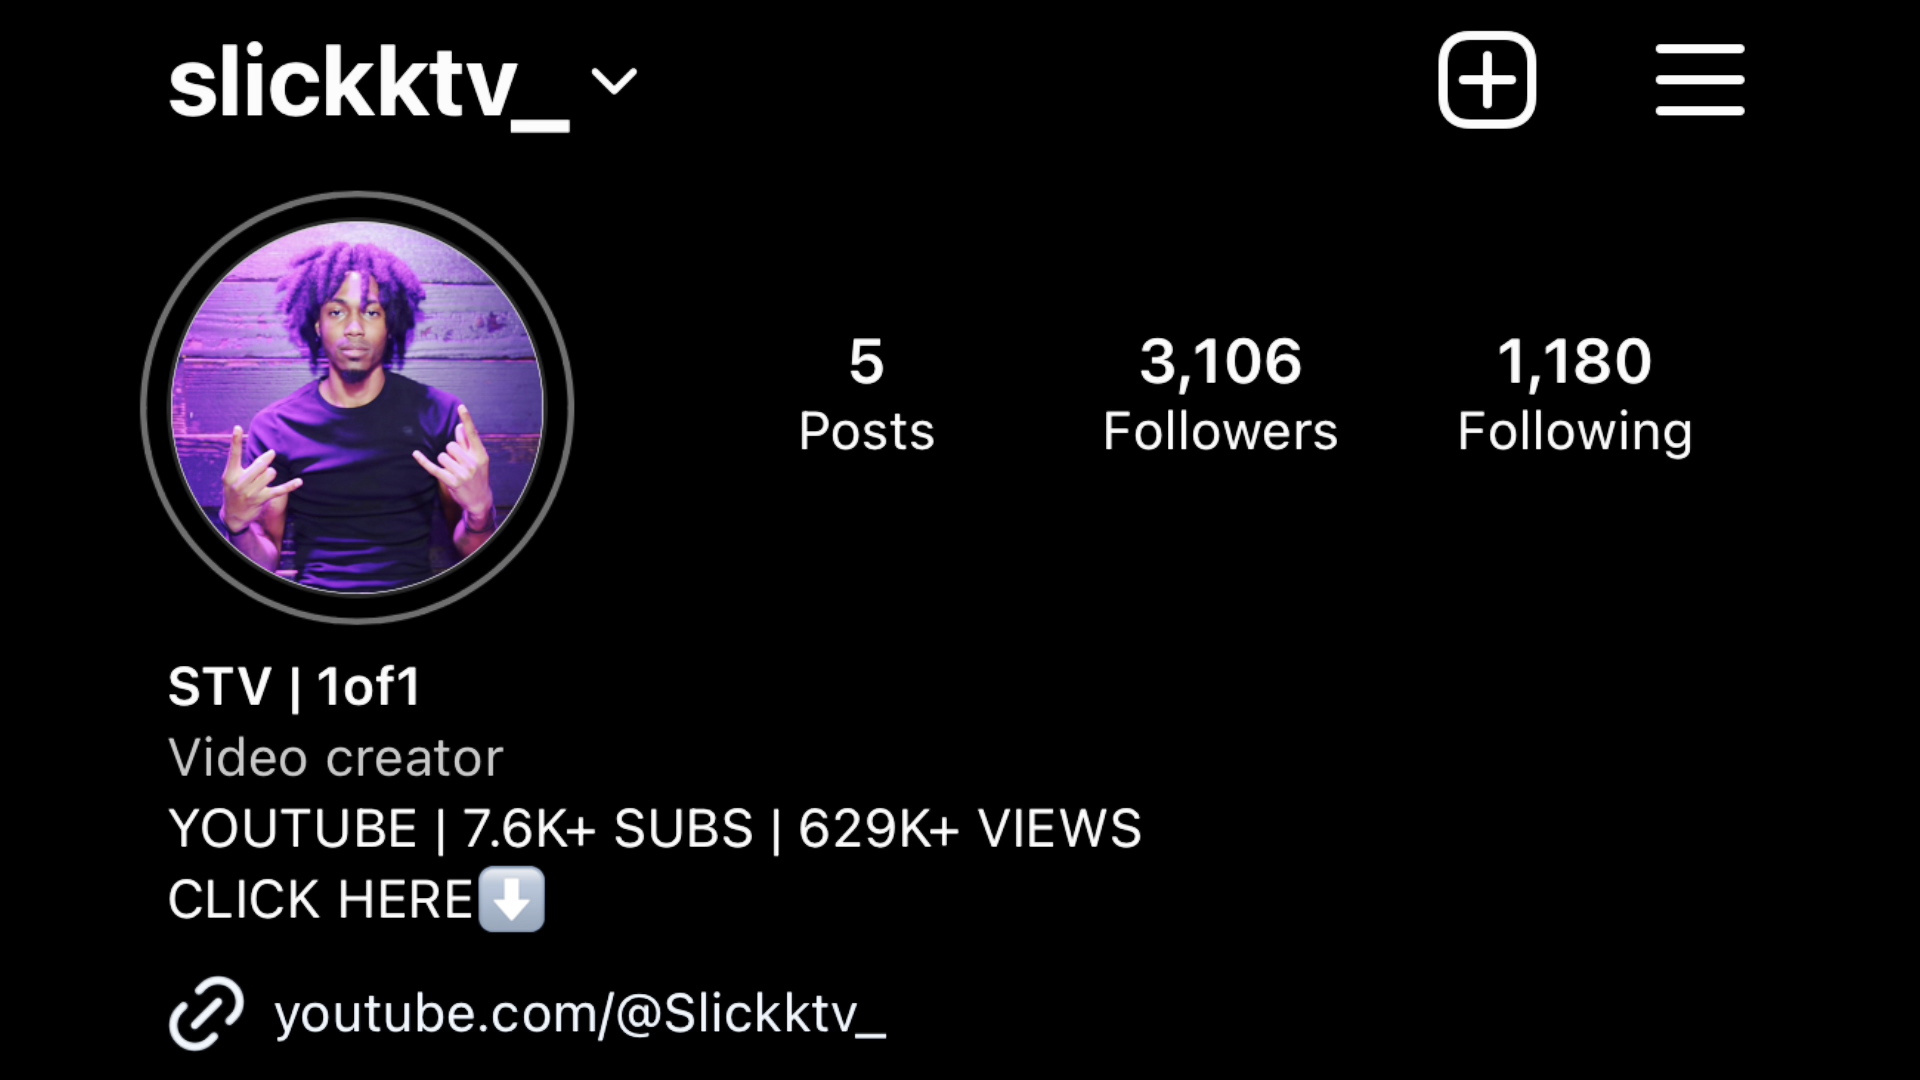 slickktv_
5
Posts
3,106
Followers
1,180
Following
STV | 1of1
Video creator
YOUTUBE | 7.6K+ SUBS | 629K+ VIEWS
CLICK HERE⬇️
youtube.com/@Slickktv_